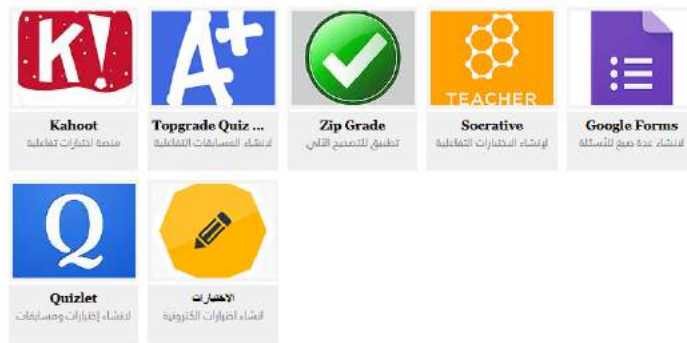 K!
A+
TEACHER
Kahoot
Topgrade Quiz ...
Zip Grade
Socrative
Google Forms
منصة اختبارات تفاعلية
لانشاء المسابقات التفاعلية
تطبيق للتصحيح الآلي
لإنشاء الاختبارات التفاعلية
لانشاء عدة صيغ للأسئلة
Q
Quizlet
الاختبارات
لانشاء إختبارات ومسابقات
انشاء اختبارات الكترونية